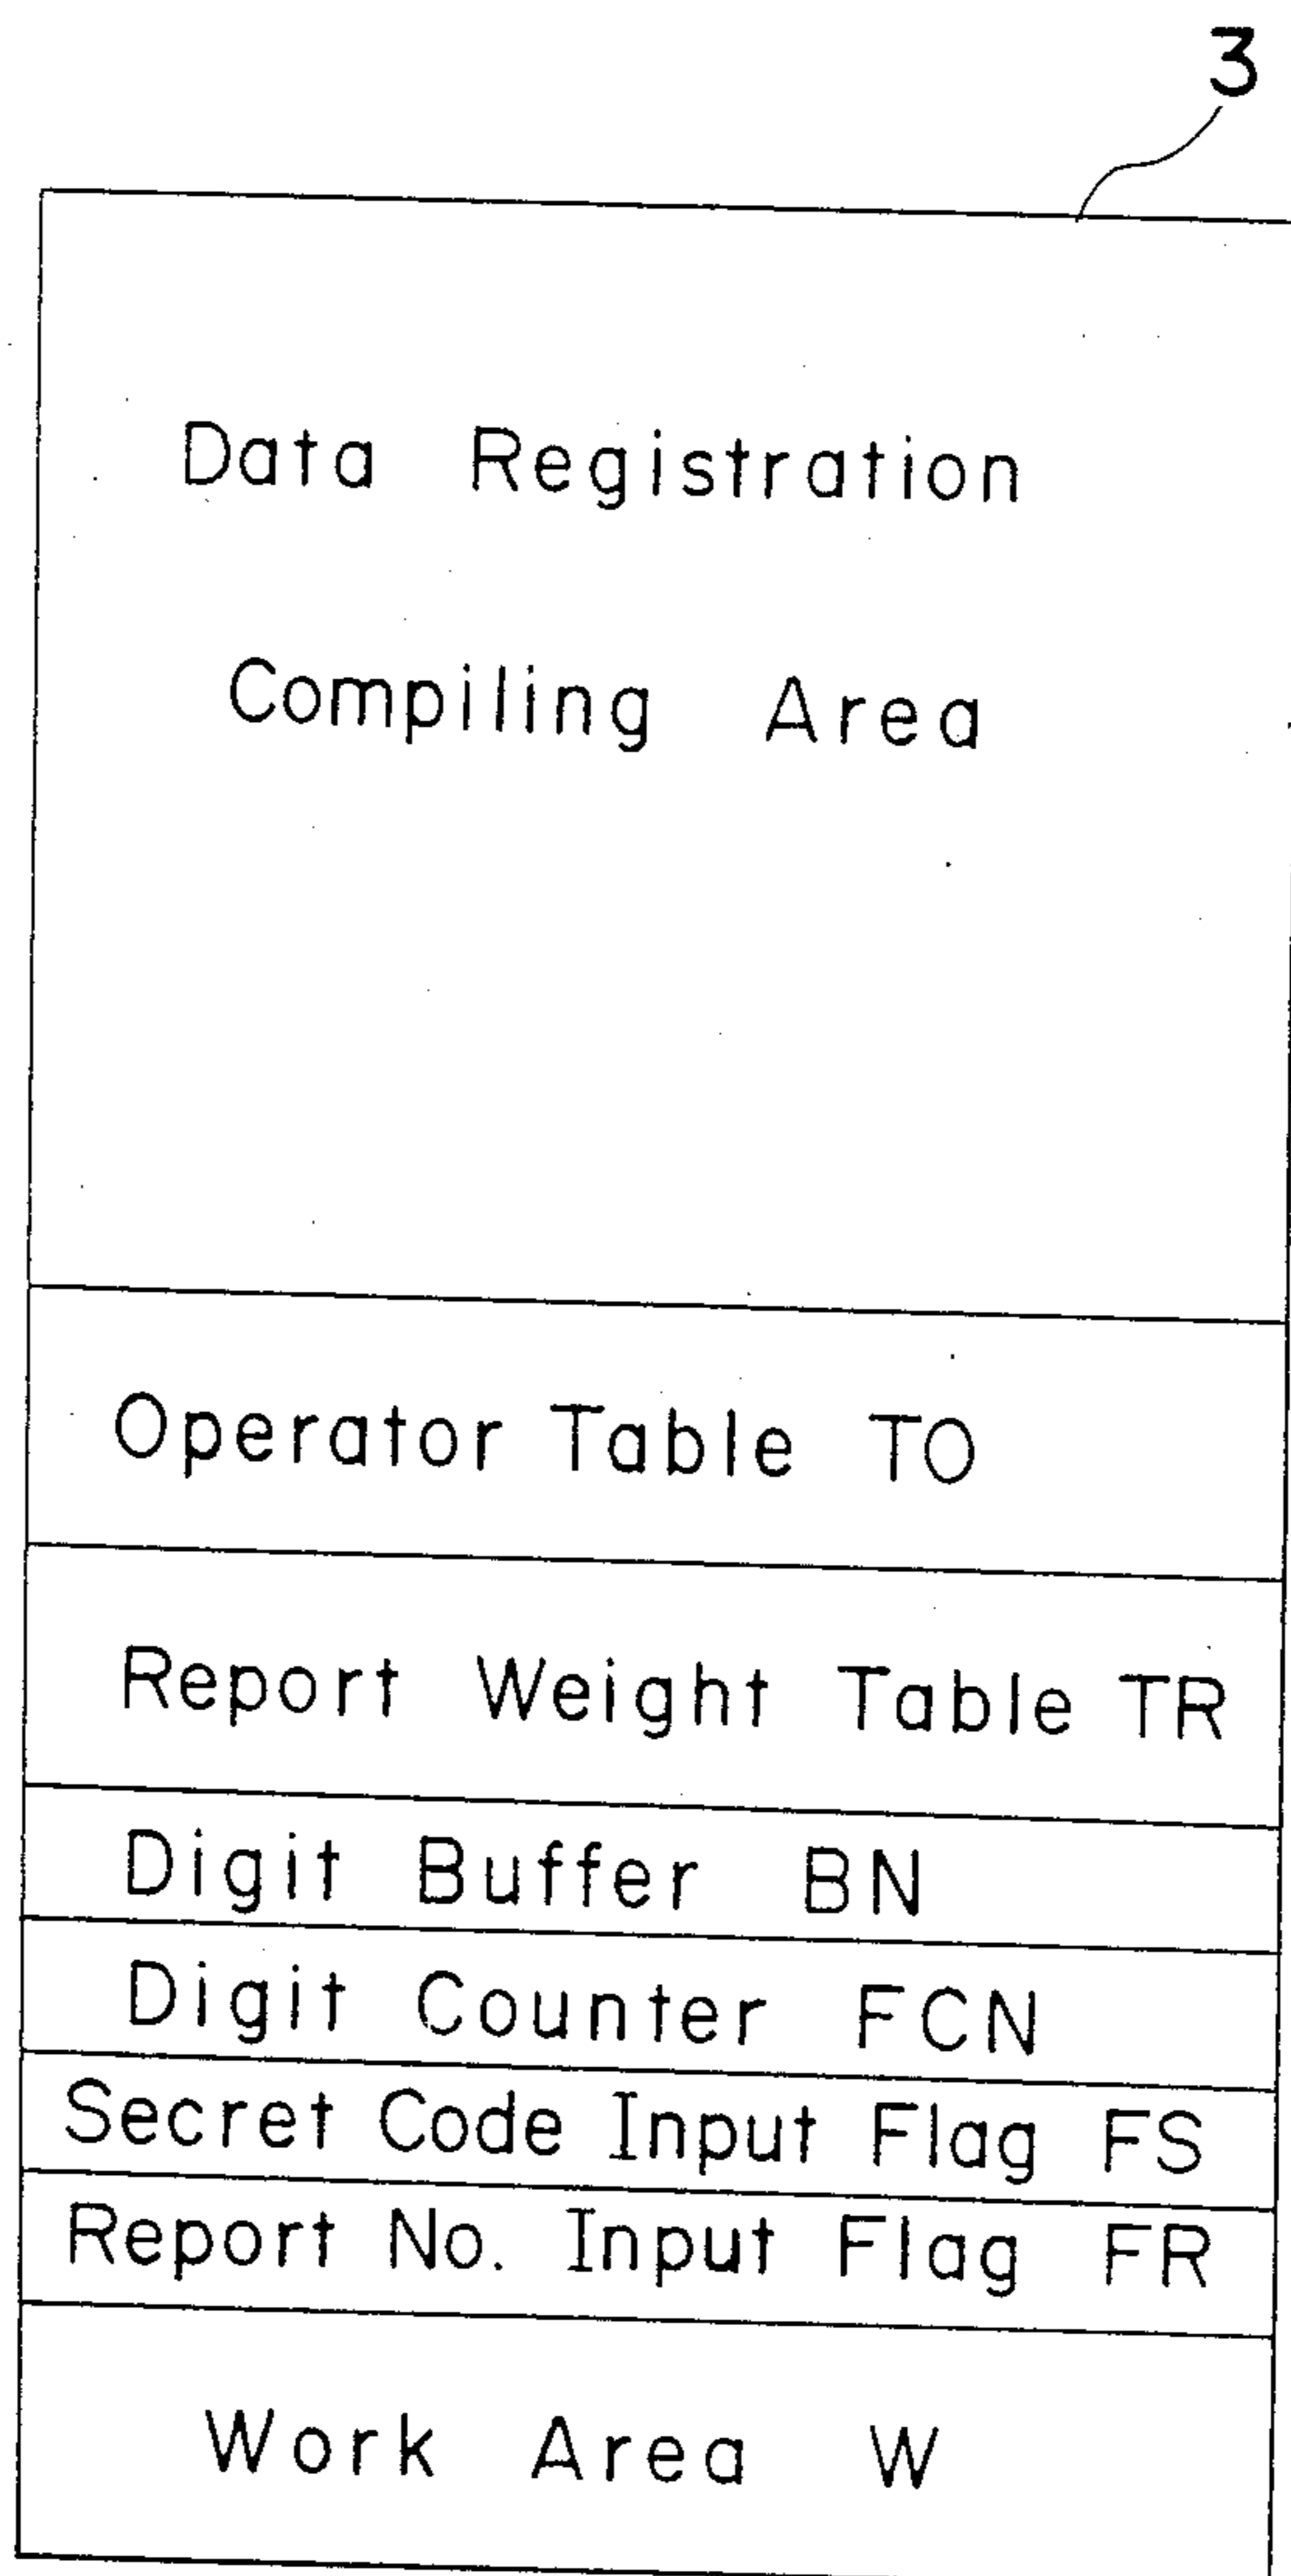 3
Data Registration
Compiling Area
Operator Table TO
Report Weight Table TR
Digit Buffer BN
Digit Counter FCN
Secret Code Input Flag FS
Report No. Input Flag FR
Work Area W